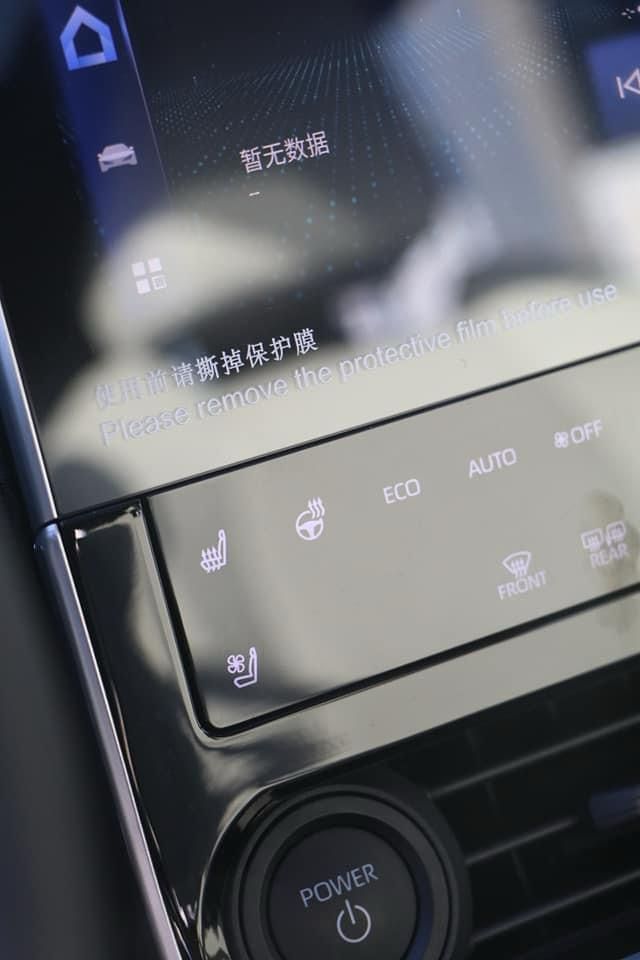 暂无数据
使用前请撕掉保护膜
Please remove the protective film before use
ECO
AUTO
OFF
FRONT
REAR
POWER